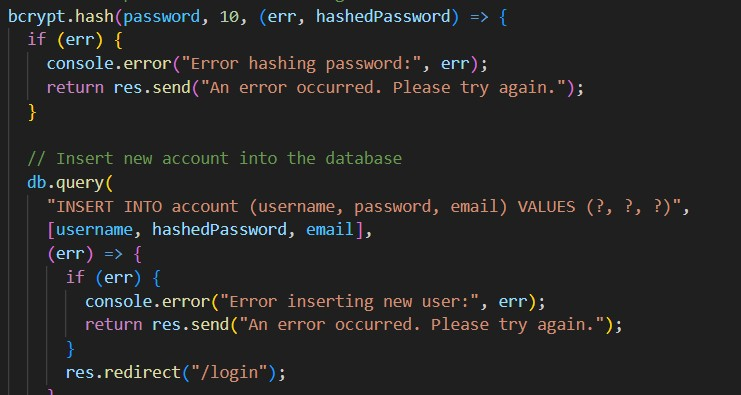 bcrypt.hash(password, 10, (err, hashedPassword) => {
if (err) {
console.error("Error hashing password:", err);
return res.send("An error occurred. Please try again.");
}
// Insert new account into the database
db.query(
"INSERT INTO account (username, password, email) VALUES (?, ?, ?)",
[username, hashedPassword, email],
(err) => {
if (err) {
console.error("Error inserting new user:", err);
return res.send("An error occurred. Please try again.");
}
res.redirect("/login");